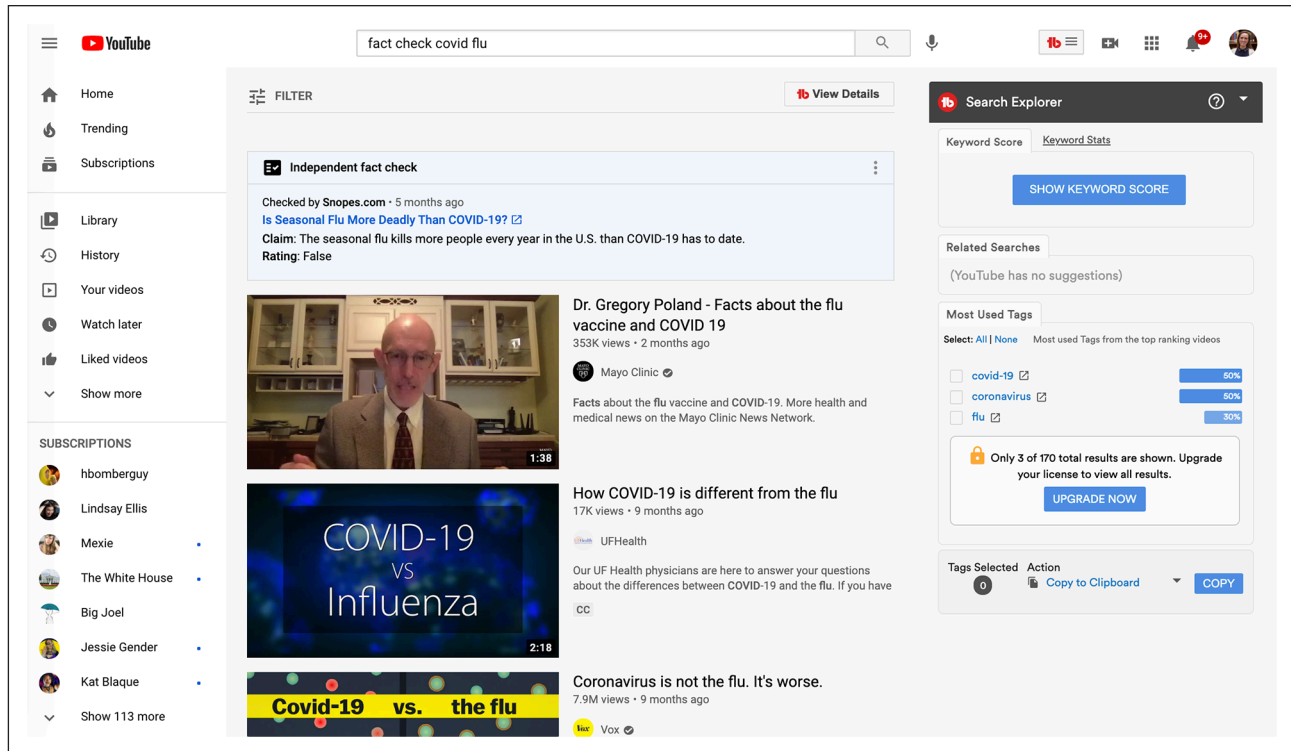 YouTube
fact check covid flu
9+
Home
Trending
Subscriptions
Library
History
Your videos
Watch later
Liked videos
Show more
SUBSCRIPTIONS
hbomberguy
Lindsay Ellis
Mexie
The White House
Big Joel
Jessie Gender
Kat Blaque
Show 113 more
FILTER
View Details
Independent fact check
Checked by Snopes.com • 5 months ago
Is Seasonal Flu More Deadly Than COVID-19?
Claim: The seasonal flu kills more people every year in the U.S. than COVID-19 has to date.
Rating: False
1:38
Dr. Gregory Poland - Facts about the flu
vaccine and COVID 19
353K views • 2 months ago
Mayo Clinic
Facts about the flu vaccine and COVID-19. More health and
medical news on the Mayo Clinic News Network.
COVID-19
VS
Influenza
2:18
How COVID-19 is different from the flu
17K views • 9 months ago
UFHealth
Our UF Health physicians are here to answer your questions
about the differences between COVID-19 and the flu. If you have
CC
Covid-19 vs. the flu
Coronavirus is not the flu. It's worse.
7.9M views • 9 months ago
Vox
Vox
Search Explorer
Keyword Score
Keyword Stats
SHOW KEYWORD SCORE
Related Searches
(YouTube has no suggestions)
Most Used Tags
Select: All | None Most used Tags from the top ranking videos
covid-19 50%
coronavirus 50%
flu 30%
Only 3 of 170 total results are shown. Upgrade
your license to view all results.
UPGRADE NOW
Tags Selected
0
Action
Copy to Clipboard
COPY